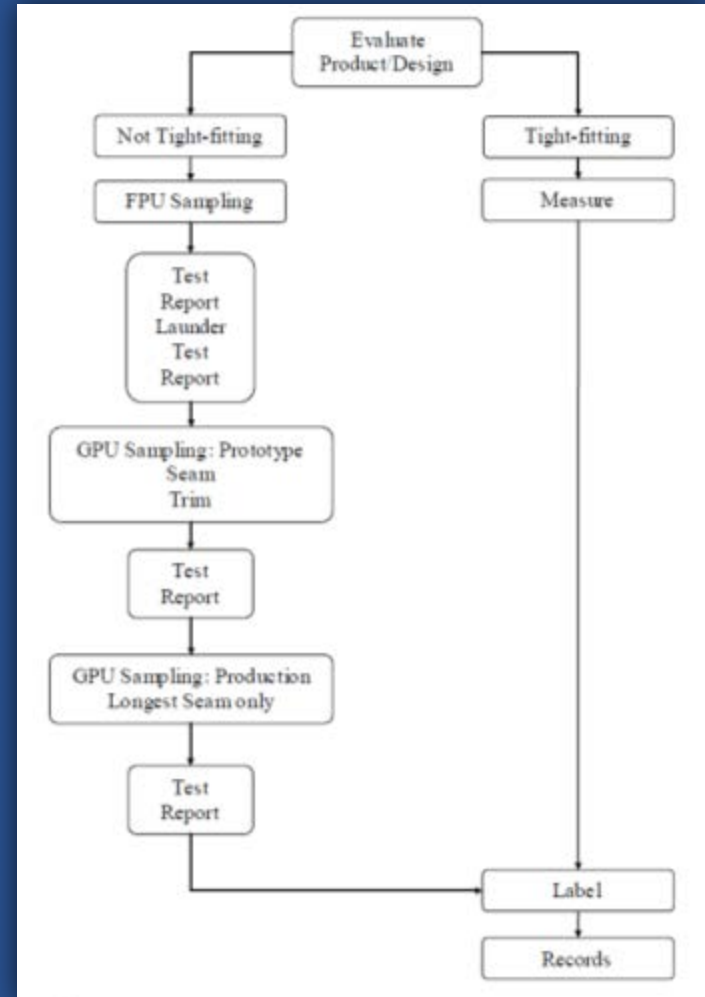 Evaluate
Product/Design
Not Tight-fitting
Tight-fitting
FPU Sampling
Measure
Test
Report
Launder
Test
Report
GPU Sampling: Prototype
Seam
Trim
Test
Report
GPU Sampling: Production
Longest Seam only
Test
Report
Label
Records